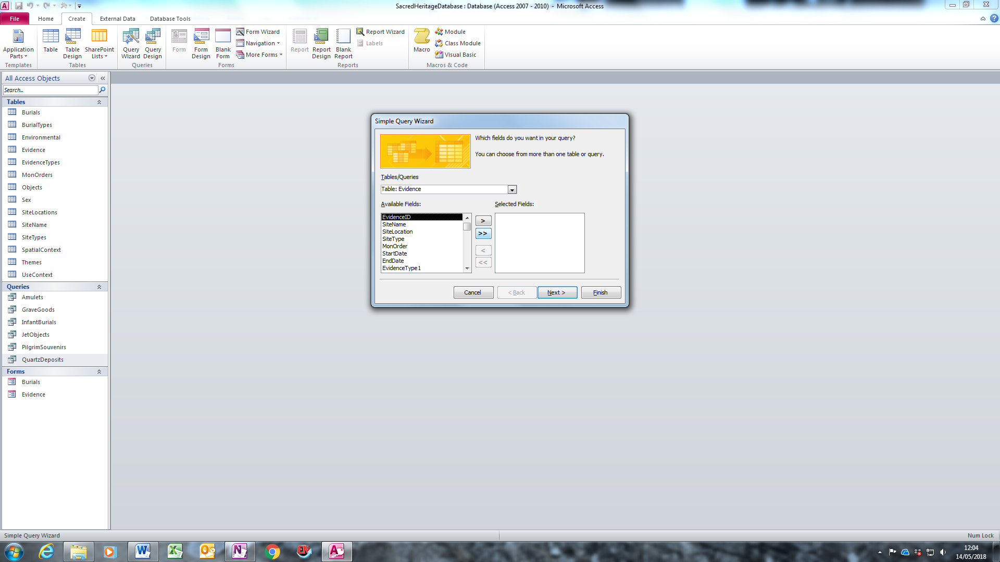 SacredHeritageDatabase : Database (Access 2007 - 2010) - Microsoft Access
File Home Create External Data Database Tools
Application Parts
Templates
Table
Table Design
SharePoint Lists
Tables
Query Wizard
Query Design
Queries
Form
Form Design
Blank Form
Form Wizard
Navigation
More Forms
Forms
Report
Report Design
Blank Report
Report Wizard
Labels
Reports
Macro
Module
Class Module
Visual Basic
Macros & Code
All Access Objects
Search...
Tables
Burials
BurialTypes
Environmental
Evidence
EvidenceTypes
MonOrders
Objects
Sex
SiteLocations
SiteName
SiteTypes
SpatialContext
Themes
UseContext
Queries
Amulets
GraveGoods
InfantBurials
JetObjects
PilgrimSouvenirs
QuartzDeposits
Forms
Burials
Evidence
Simple Query Wizard
Which fields do you want in your query?
You can choose from more than one table or query.
Tables/Queries
Table: Evidence
Available Fields:
Selected Fields:
EvidenceID
SiteName
SiteLocation
SiteType
MonOrder
StartDate
EndDate
EvidenceType1
>
>>
<
<<
Cancel < Back Next > Finish
Simple Query Wizard
Num Lock
12:04
14/05/2018